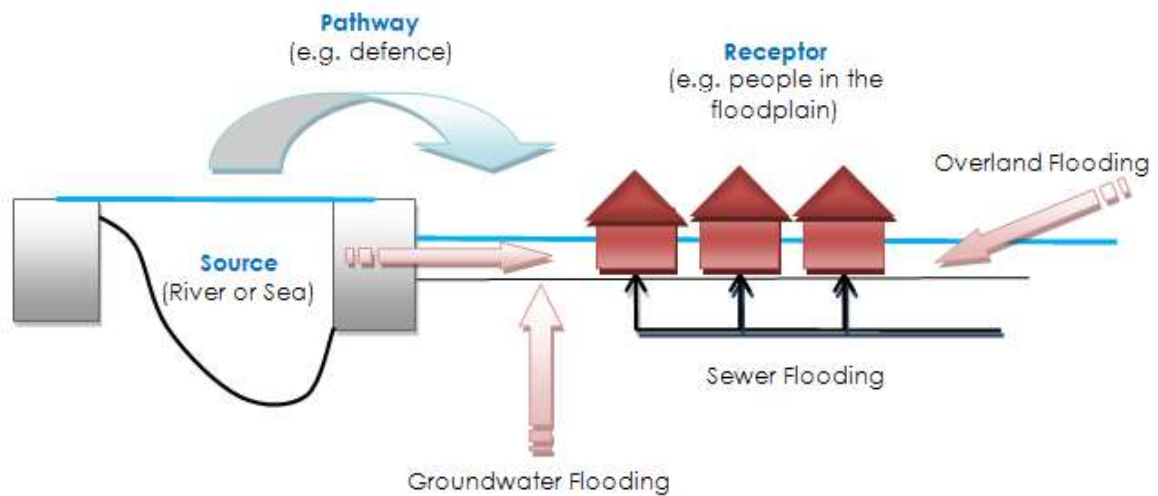 Pathway
(e.g. defence)
Receptor
(e.g. people in the
floodplain)
Overland Flooding
Source
(River or Sea)
Sewer Flooding
Groundwater Flooding